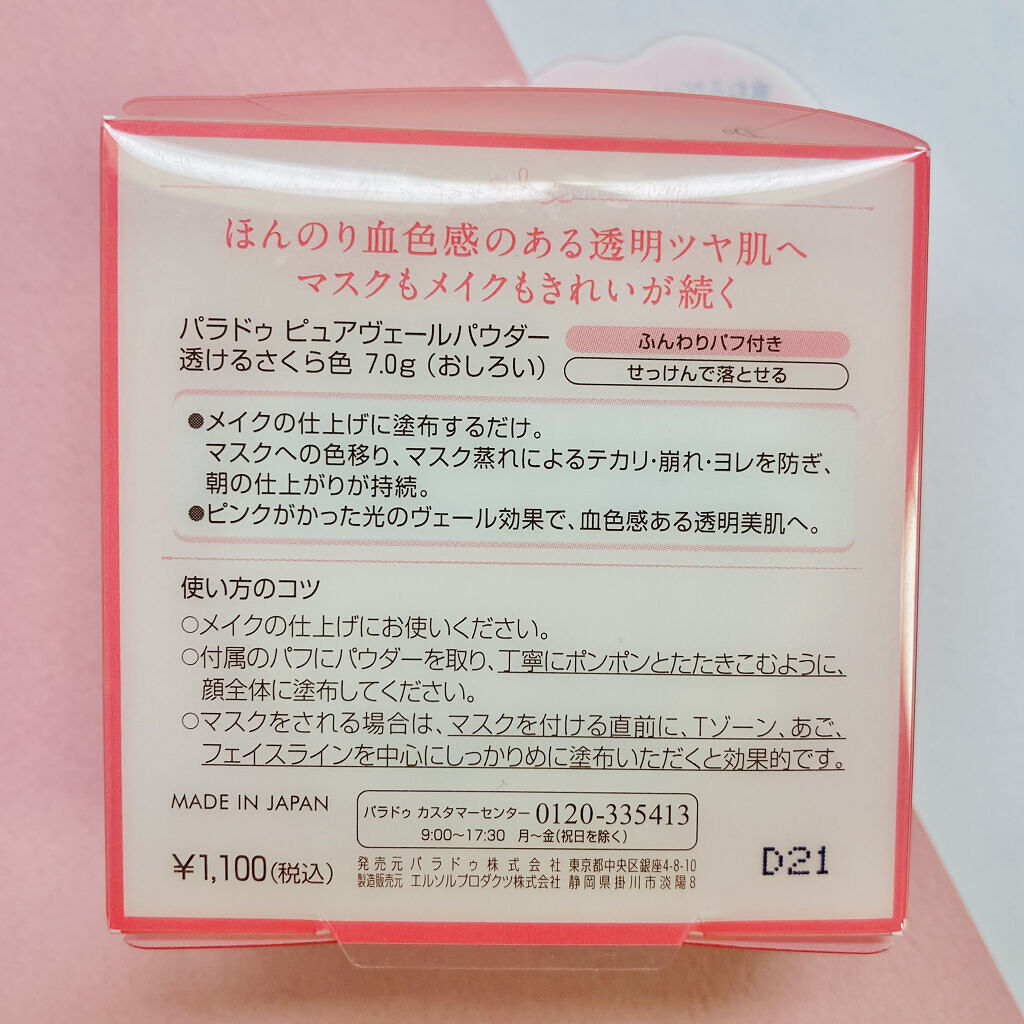 ほんのり血色感のある透明ツヤ肌へ
マスクもメイクもきれいが続く
パラドゥ ピュアヴェールパウダー
透けるさくら色 7.0g（おしろい）
ふんわりパフ付き
せっけんで落とせる
●メイクの仕上げに塗布するだけ。
マスクへの色移り、マスク蒸れによるテカリ・崩れ・ヨレを防ぎ、
朝の仕上がりが持続。
●ピンクがかった光のヴェール効果で、血色感ある透明美肌へ。
使い方のコツ
○メイクの仕上げにお使いください。
○付属のパフにパウダーを取り、丁寧にポンポンとたたきこむように、
顔全体に塗布してください。
○マスクをされる場合は、マスクを付ける直前に、Tゾーン、あご、
フェイスラインを中心にしっかりめに塗布いただくと効果的です。
MADE IN JAPAN
パラドゥ カスタマーセンター 0120-335413
9:00〜17:30 月〜金(祝日を除く)
¥1,100(税込)
発売元 パラドゥ株式会社 東京都中央区銀座4-8-10
製造販売元 エルソルプロダクツ株式会社 静岡県掛川市淡陽8
D21